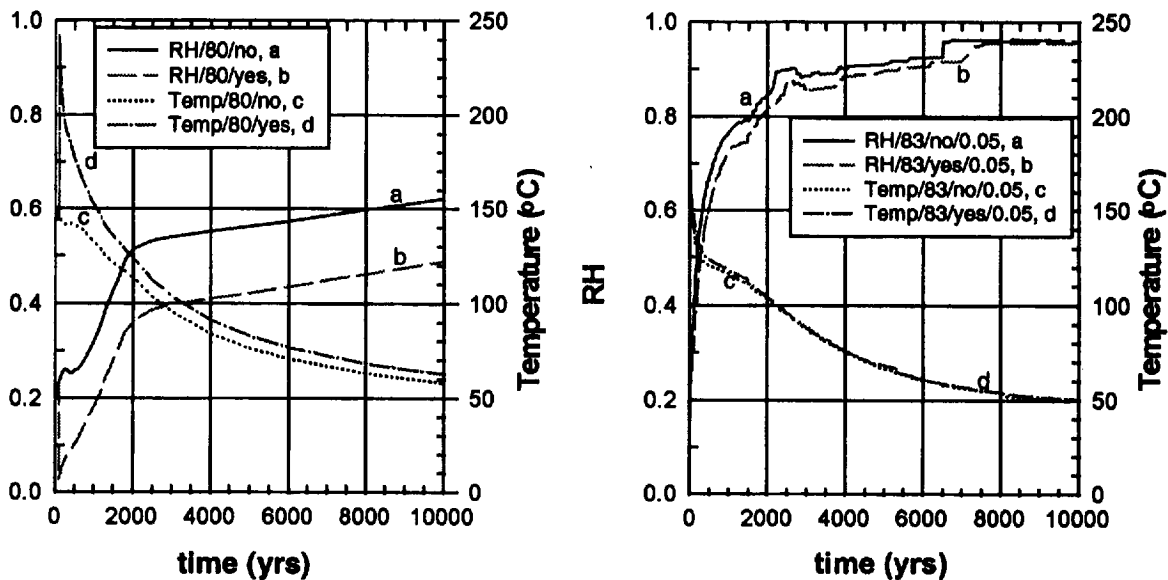 1.0
0.8
0.6
0.4
0.2
0.0
RH/80/no, a
RH/80/yes, b
Temp/80/no, c
Temp/80/yes, d
d
c
a
b
250
200
150
100
50
0
Temperature (ºC)
0 2000 4000 6000 8000 10000
time (yrs)
RH
1.0
0.8
0.6
0.4
0.2
0.0
a
b
RH/83/no/0.05, a
RH/83/yes/0.05, b
Temp/83/no/0.05, c
Temp/83/yes/0.05, d
c
d
250
200
150
100
50
0
Temperature (ºC)
0 2000 4000 6000 8000 10000
time (yrs)